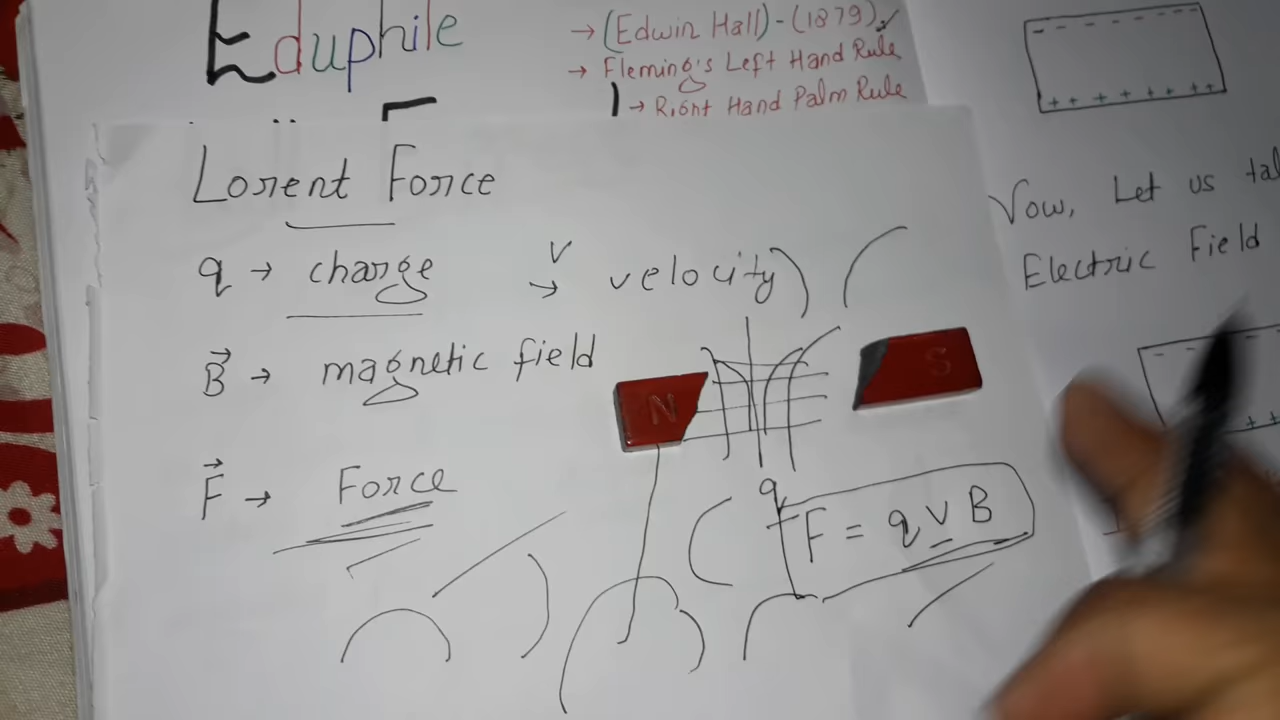 Eduphile
→ (Edwin Hall) - (1879)
→ Fleming's Left Hand Rule
→ Right Hand Palm Rule
- - - - - - -
+ + + + + + + +
Lorent Force
q → charge
V → velocity
B → magnetic field
F → Force
N
S
q
F = q v B
Now, Let us
Electric Field